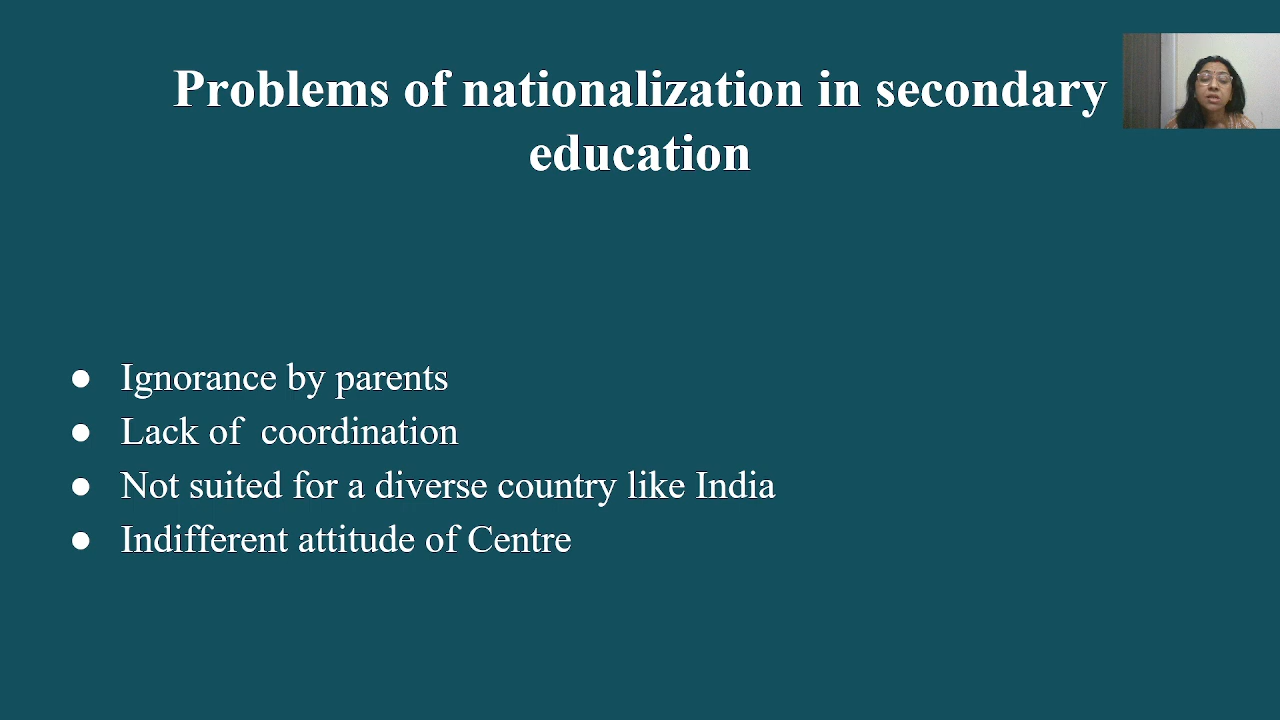 Problems of nationalization in secondary
education
● Ignorance by parents
● Lack of  coordination
● Not suited for a diverse country like India
● Indifferent attitude of Centre